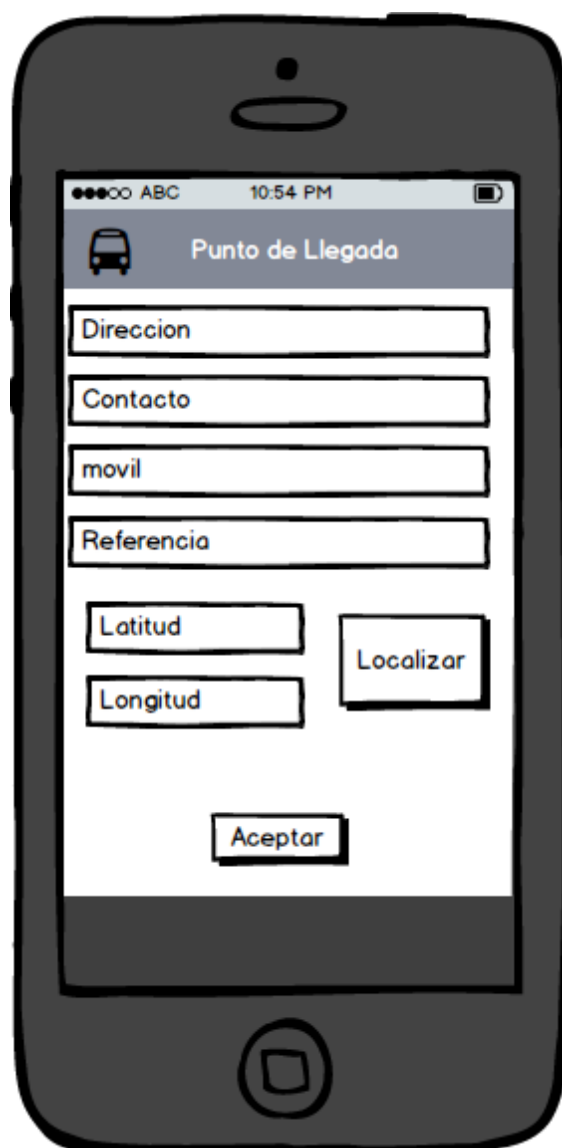 ABC 10:54 PM
Punto de Llegada
Direccion
Contacto
movil
Referencia
Latitud
Localizar
Longitud
Aceptar